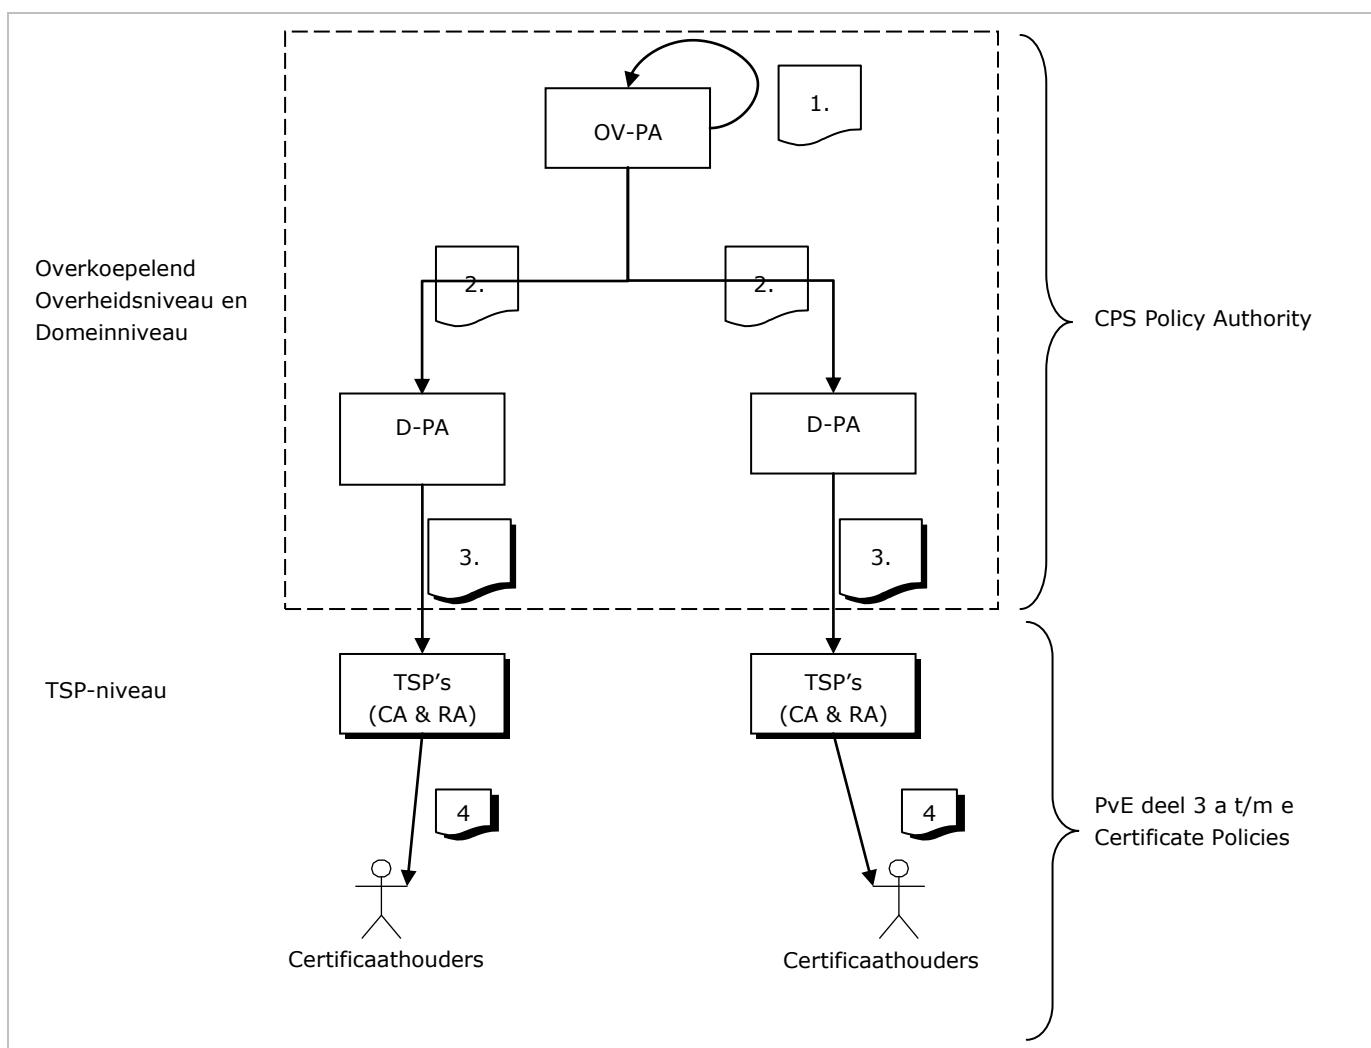 1.
OV-PA
Overkoepelend
Overheidsniveau en
Domeinniveau
2.
2.
CPS Policy Authority
D-PA
D-PA
3.
3.
TSP-niveau
TSP's
(CA & RA)
TSP's
(CA & RA)
4
4
PvE deel 3 a t/m e
Certificate Policies
Certificaathouders
Certificaathouders